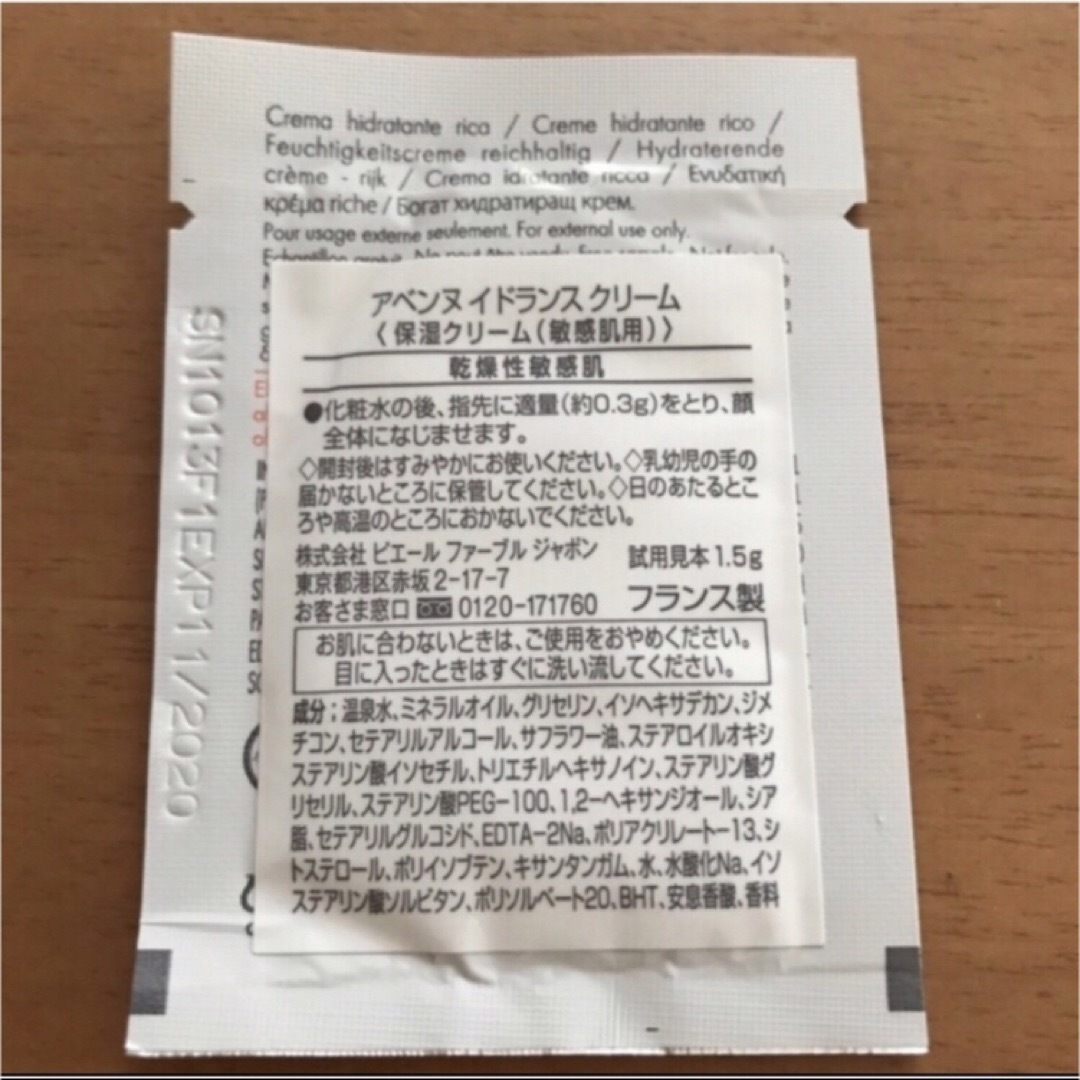 Crema hidratante rica / Creme hidratante rico /
Feuchtigkeitscreme reichhaltig / Hydraterende
crème - rijk / Crema idratante ricca / Ενυδατική
κρέμα riche / Богат хидратиращ крем.
Pour usage externe seulement. For external use only.
Echantillon gratuit.
アベンヌ イドランス クリーム
〈保湿クリーム(敏感肌用)〉
乾燥性敏感肌
●化粧水の後、指先に適量(約0.3g)をとり、顔
全体になじませます。
◇開封後はすみやかにお使いください。◇乳幼児の手の
届かないところに保管してください。◇日のあたるとこ
ろや高温のところにおかないでください。
株式会社 ピエール ファーブル ジャポン 試用見本1.5g
東京都港区赤坂2-17-7
お客さま窓口 0120-171760 フランス製
お肌に合わないときは、ご使用をおやめください。
目に入ったときはすぐに洗い流してください。
成分;温泉水、ミネラルオイル、グリセリン、イソヘキサデカン、ジメ
チコン、セテアリルアルコール、サフラワー油、ステアロイルオキシ
ステアリン酸イソセチル、トリエチルヘキサノイン、ステアリン酸グ
リセリル、ステアリン酸PEG-100、1,2-ヘキサンジオール、シア
脂、セテアリルグルコシド、EDTA-2Na、ポリアクリレート-13、シ
トステロール、ポリイソブテン、キサンタンガム、水、水酸化Na、イソ
ステアリン酸ソルビタン、ポリソルベート20、BHT、安息香酸、香料
SN1013F1EXP11/2020